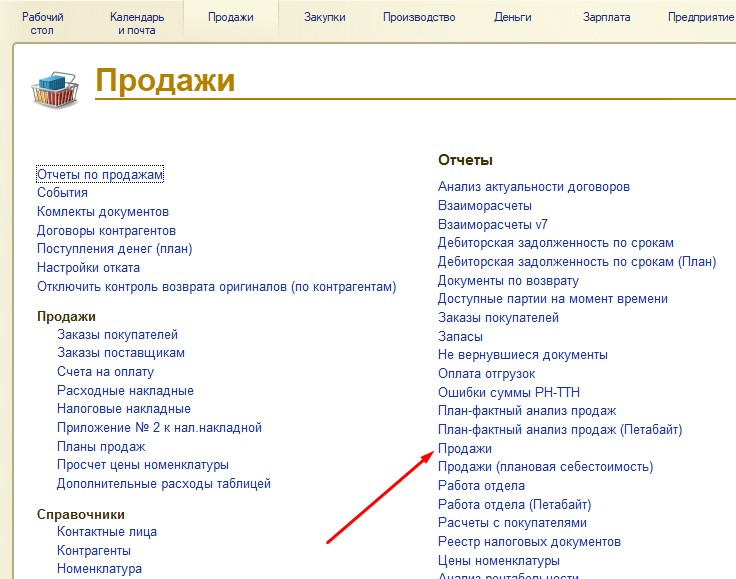 Рабочий
стол
Календарь
и почта
Продажи
Закупки
Производство
Деньги
Зарплата
Предприятие
Продажи
Отчеты по продажам
События
Комлекты документов
Договоры контрагентов
Поступления денег (план)
Настройки отката
Отключить контроль возврата оригиналов (по контрагентам)
Продажи
Заказы покупателей
Заказы поставщикам
Счета на оплату
Расходные накладные
Налоговые накладные
Приложение № 2 к нал.накладной
Планы продаж
Просчет цены номенклатуры
Дополнительные расходы таблицей
Справочники
Контактные лица
Контрагенты
Номенклатура
Отчеты
Анализ актуальности договоров
Взаиморасчеты
Взаиморасчеты v7
Дебиторская задолженность по срокам
Дебиторская задолженность по срокам (План)
Документы по возврату
Доступные партии на момент времени
Заказы покупателей
Запасы
Не вернувшиеся документы
Оплата отгрузок
Ошибки суммы РН-ТТН
План-фактный анализ продаж
План-фактный анализ продаж (Петабайт)
Продажи
Продажи (плановая себестоимость)
Работа отдела
Работа отдела (Петабайт)
Расчеты с покупателями
Реестр налоговых документов
Цены номенклатуры
Анализ рентабельности